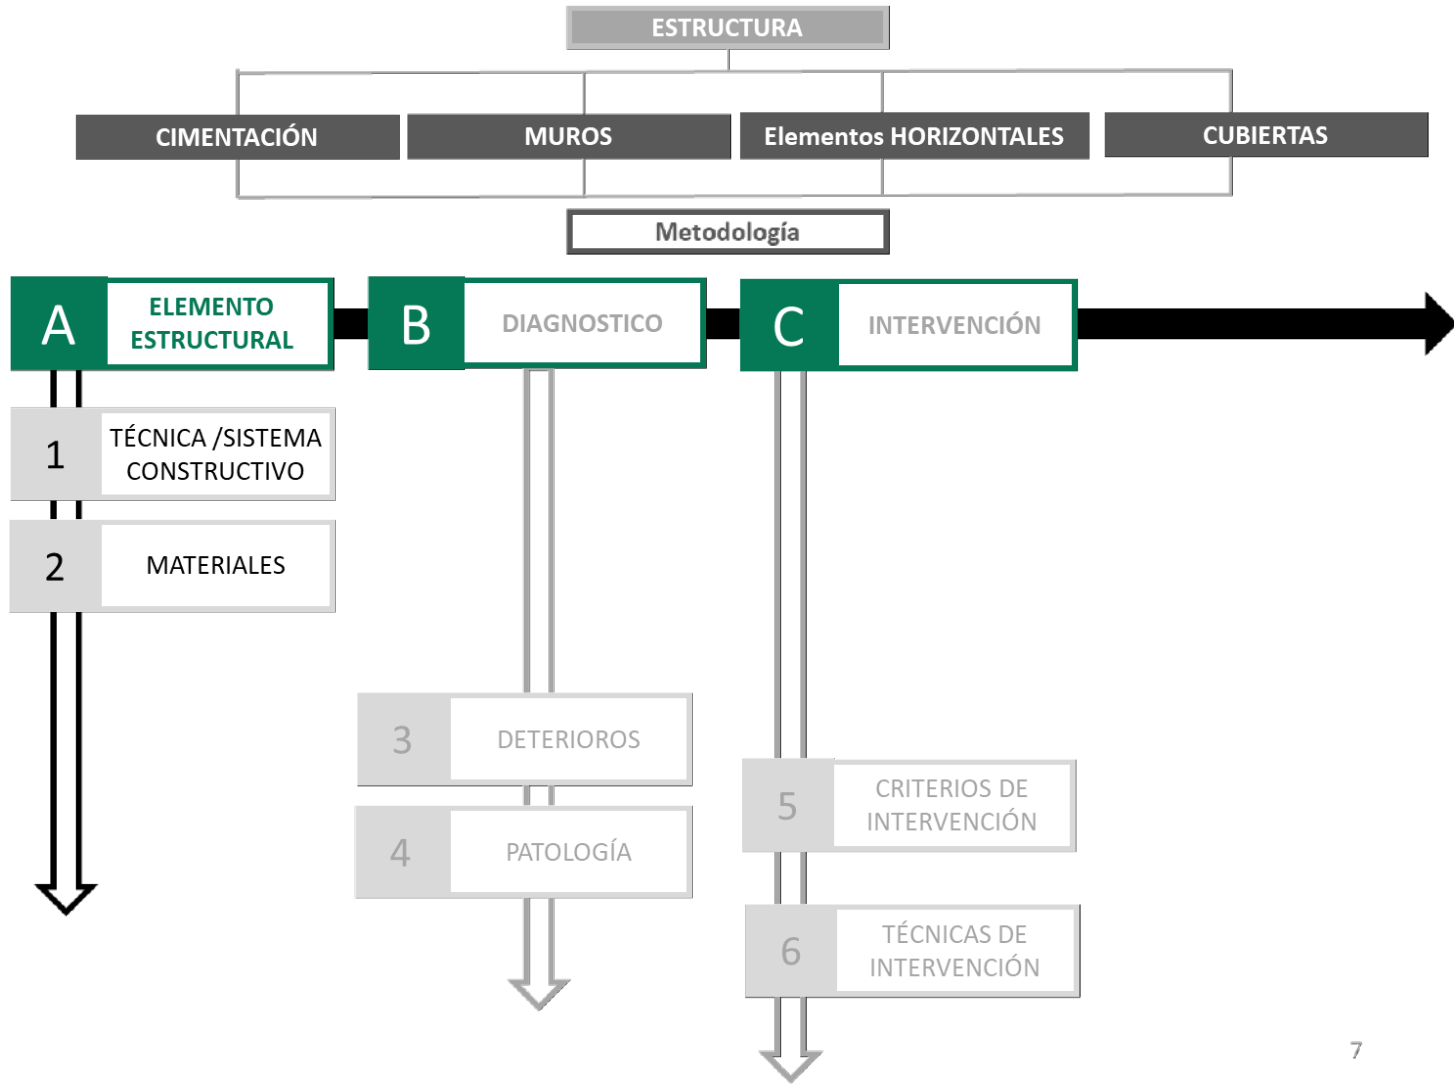 ESTRUCTURA
CIMENTACIÓN
MUROS
Elementos HORIZONTALES
CUBIERTAS
Metodología
A
ELEMENTO
ESTRUCTURAL
B
DIAGNOSTICO
C
INTERVENCIÓN
1
TÉCNICA /SISTEMA
CONSTRUCTIVO
2
MATERIALES
3
DETERIOROS
4
PATOLOGÍA
5
CRITERIOS DE
INTERVENCIÓN
6
TÉCNICAS DE
INTERVENCIÓN
7